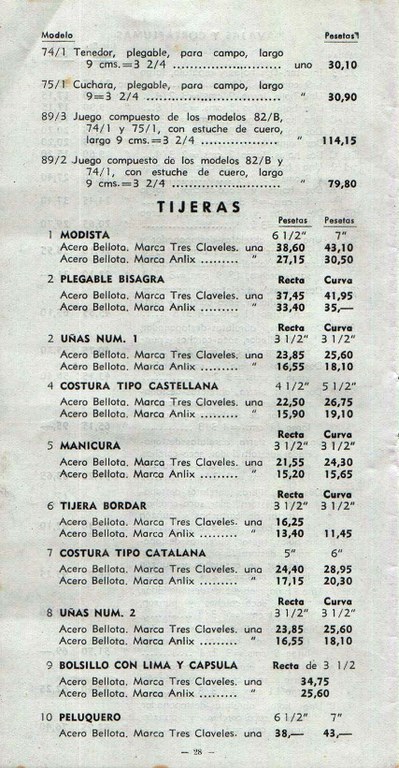 Modelo Pesetas
74/1 Tenedor, plegable, para campo, largo
9 cms.=3 2/4 ........................ uno 30,10
75/1 Cuchara, plegable, para campo, largo
9=3 2/4 ................................ " 30,90
89/3 Juego compuesto de los modelos 82/B,
74/1 y 75/1, con estuche de cuero,
largo 9 cms.=3 2/4 .................. " 114,15
89/2 Juego compuesto de los modelos 82/B y
74/1, con estuche de cuero, largo
9 cms.=3 2/4 ........................ " 79,80
TIJERAS
Pesetas Pesetas
1 MODISTA 6 1/2" 7"
Acero Bellota. Marca Tres Claveles. una 38,60 43,10
Acero Bellota. Marca Anlix ......... " 27,15 30,50
2 PLEGABLE BISAGRA Recta Curva
Acero Bellota. Marca Tres Claveles. una 37,45 41,95
Acero Bellota. Marca Anlix ......... " 33,40 35,—
Recta Curva
2 UÑAS NUM. 1 3 1/2" 3 1/2"
Acero Bellota. Marca Tres Claveles. una 23,85 25,60
Acero Bellota. Marca Anlix ......... " 16,55 18,10
4 COSTURA TIPO CASTELLANA 4 1/2" 5 1/2"
Acero Bellota. Marca Tres Claveles. una 22,50 26,75
Acero Bellota. Marca Anlix ......... " 15,90 19,10
Recta Curva
5 MANICURA 3 1/2" 3 1/2"
Acero Bellota. Marca Tres Claveles. una 21,55 24,30
Acero Bellota. Marca Anlix ......... " 15,20 15,65
Recta Curva
6 TIJERA BORDAR 3 1/2" 3 1/2"
Acero Bellota. Marca Tres Claveles. una 16,25
Acero Bellota. Marca Anlix ......... " 13,40 11,45
7 COSTURA TIPO CATALANA 5" 6"
Acero Bellota. Marca Tres Claveles. una 24,40 28,95
Acero Bellota. Marca Anlix ......... " 17,15 20,30
Recta Curva
8 UÑAS NUM. 2 3 1/2" 3 1/2"
Acero Bellota. Marca Tres Claveles. una 23,85 25,60
Acero Bellota. Marca Anlix ......... " 16,55 18,10
9 BOLSILLO CON LIMA Y CAPSULA Recta de 3 1/2
Acero Bellota. Marca Tres Claveles. una 34,75
Acero Bellota. Marca Anlix ......... " 25,60
10 PELUQUERO 6 1/2" 7"
Acero Bellota. Marca Tres Claveles. una 38,— 43,—
— 28 —